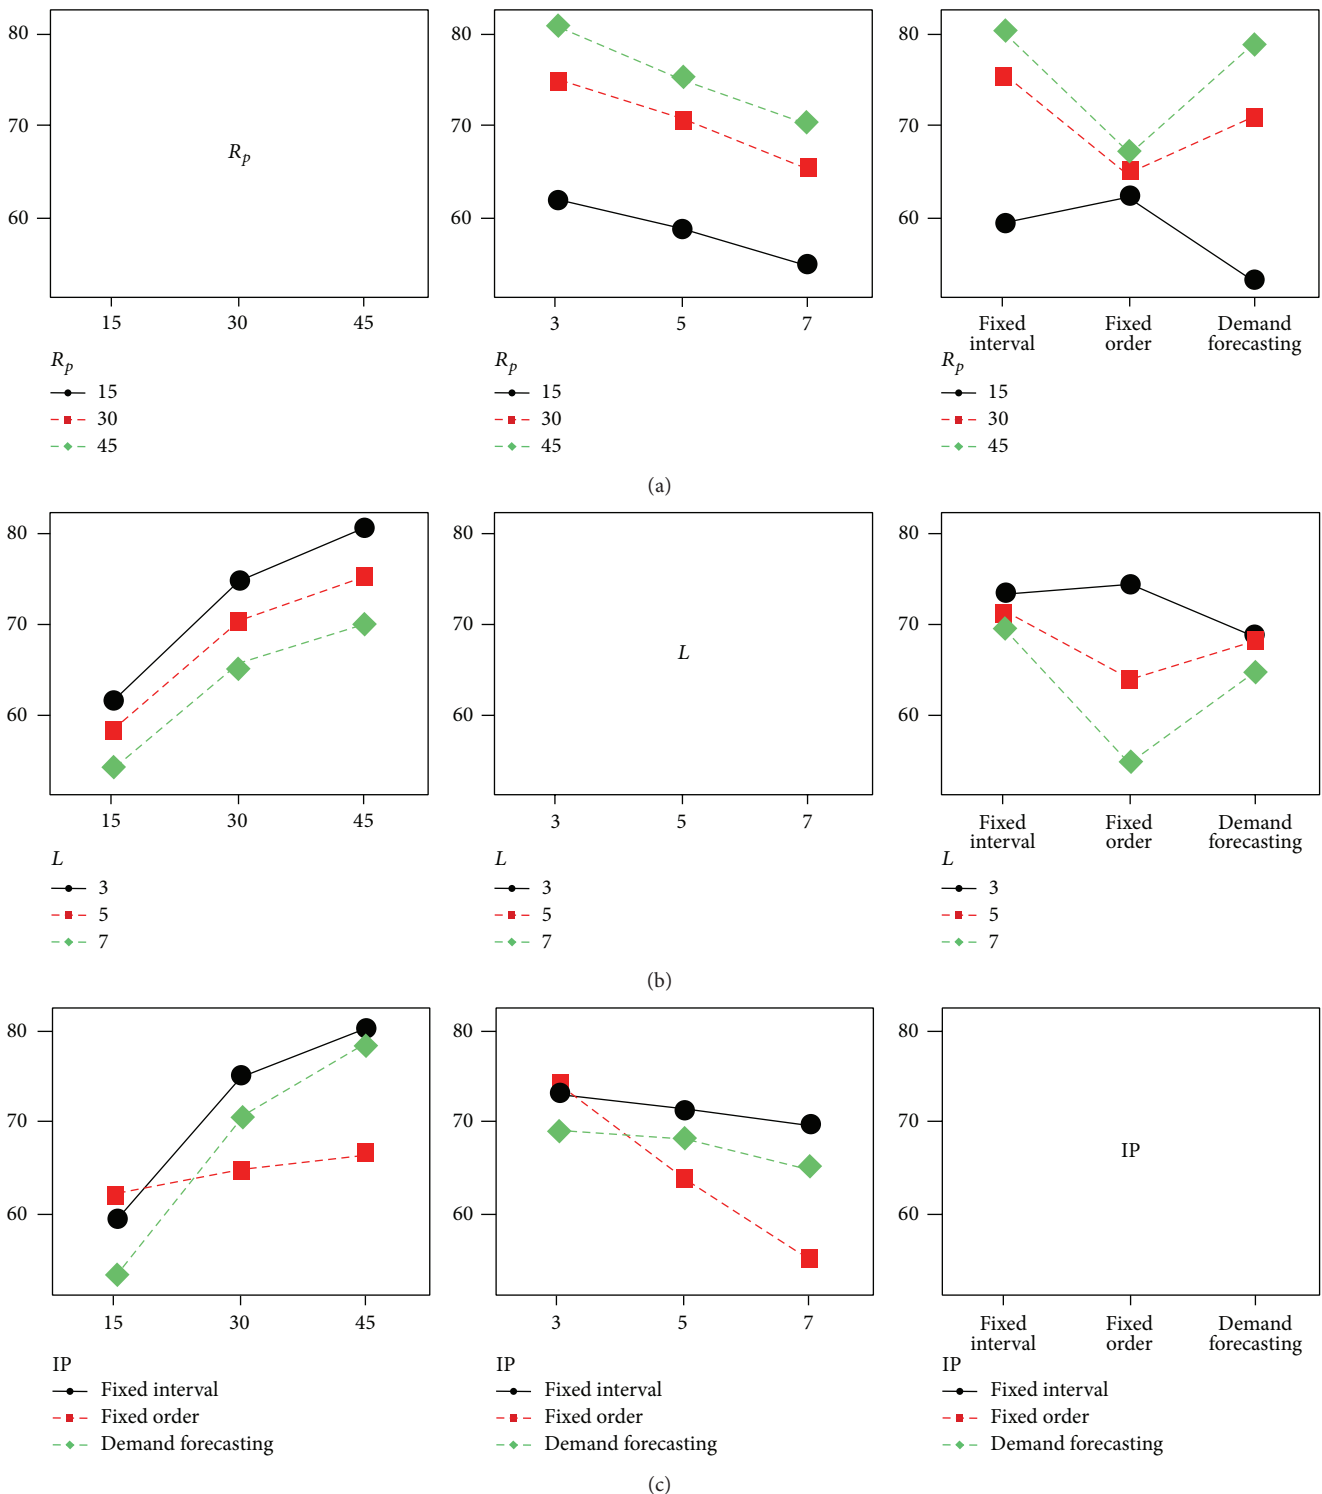 80
70
60
R_p
15 30 45
R_p
15
30
45
80
70
60
3 5 7
R_p
15
30
45
80
70
60
Fixed interval
Fixed order
Demand forecasting
R_p
15
30
45
(a)
80
70
60
15 30 45
L
3
5
7
80
70
60
L
3 5 7
L
3
5
7
80
70
60
Fixed interval
Fixed order
Demand forecasting
L
3
5
7
(b)
80
70
60
15 30 45
IP
Fixed interval
Fixed order
Demand forecasting
80
70
60
3 5 7
IP
Fixed interval
Fixed order
Demand forecasting
80
70
60
IP
Fixed interval
Fixed order
Demand forecasting
IP
Fixed interval
Fixed order
Demand forecasting
(c)